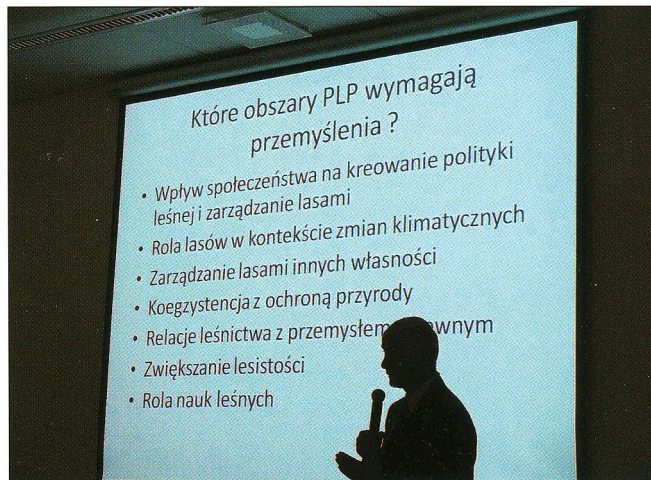 Które obszary PLP wymagają
przemyślenia ?
• Wpływ społeczeństwa na kreowanie polityki
leśnej i zarządzanie lasami
• Rola lasów w kontekście zmian klimatycznych
• Zarządzanie lasami innych własności
• Koegzystencja z ochroną przyrody
• Relacje leśnictwa z przemysłem
• Zwiększanie lesistości
• Rola nauk leśnych